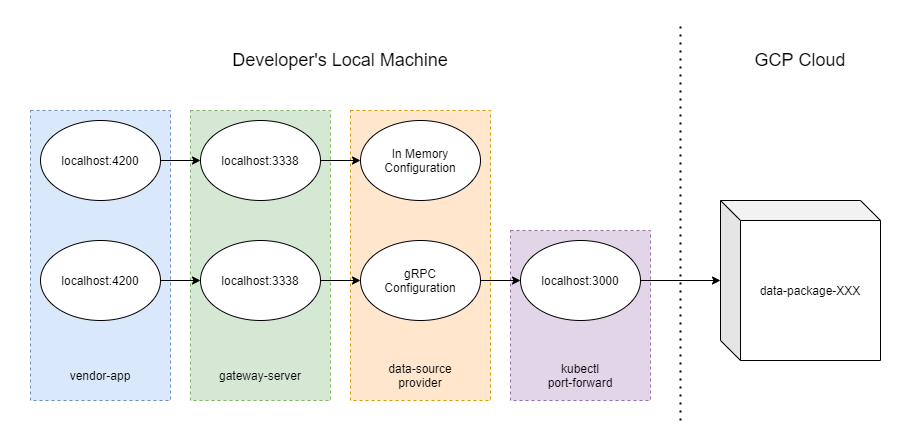 Developer's Local Machine
GCP Cloud
localhost:4200
localhost:3338
In Memory
Configuration
localhost:4200
localhost:3338
gRPC
Configuration
localhost:3000
data-package-XXX
vendor-app
gateway-server
data-source
provider
kubectl
port-forward